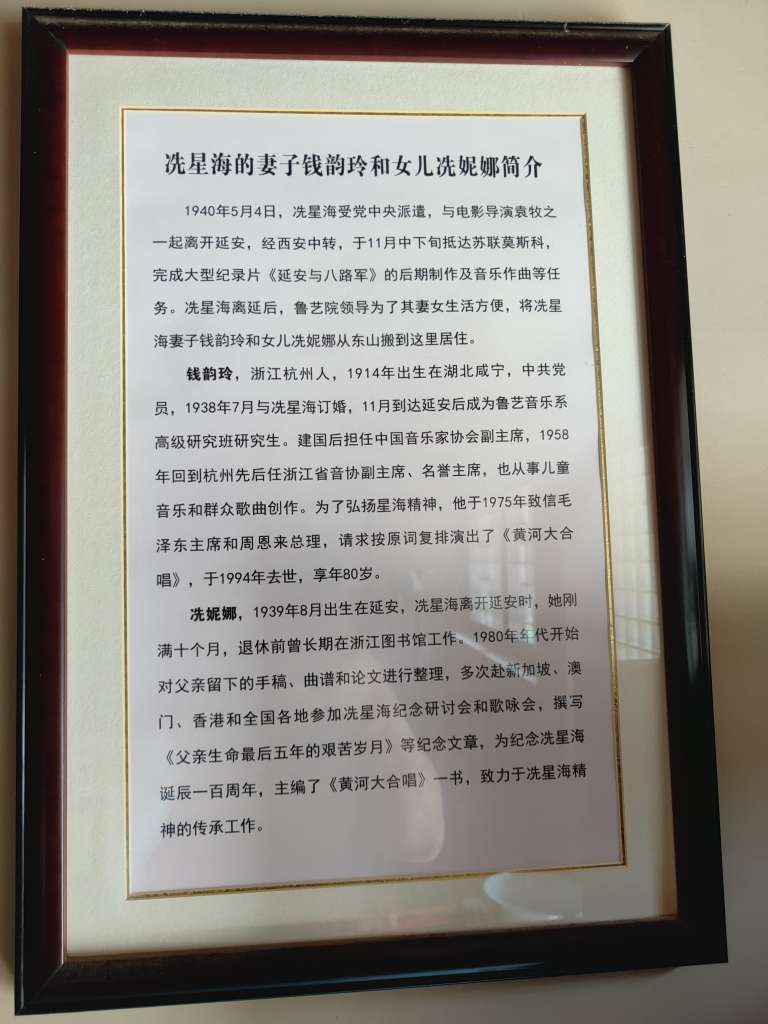 冼星海的妻子钱韵玲和女儿冼妮娜简介
1940年5月4日，冼星海受党中央派遣，与电影导演袁牧之
一起离开延安，经西安中转，于11月中下旬抵达苏联莫斯科，
完成大型纪录片《延安与八路军》的后期制作及音乐作曲等任
务。冼星海离延后，鲁艺院领导为了其妻女生活方便，将冼星
海妻子钱韵玲和女儿冼妮娜从东山搬到这里居住。
钱韵玲，浙江杭州人，1914年出生在湖北咸宁，中共党
员，1938年7月与冼星海订婚，11月到达延安后成为鲁艺音乐系
高级研究班研究生。建国后担任中国音乐家协会副主席，1958
年回到杭州先后任浙江省音协副主席、名誉主席，也从事儿童
音乐和群众歌曲创作。为了弘扬星海精神，他于1975年致信毛
泽东主席和周恩来总理，请求按原词复排演出了《黄河大合
唱》，于1994年去世，享年80岁。
冼妮娜，1939年8月出生在延安，冼星海离开延安时，她刚
满十个月，退休前曾长期在浙江图书馆工作。1980年年代开始
对父亲留下的手稿、曲谱和论文进行整理，多次赴新加坡、澳
门、香港和全国各地参加冼星海纪念研讨会和歌咏会，撰写
《父亲生命最后五年的艰苦岁月》等纪念文章，为纪念冼星海
诞辰一百周年，主编了《黄河大合唱》一书，致力于冼星海精
神的传承工作。